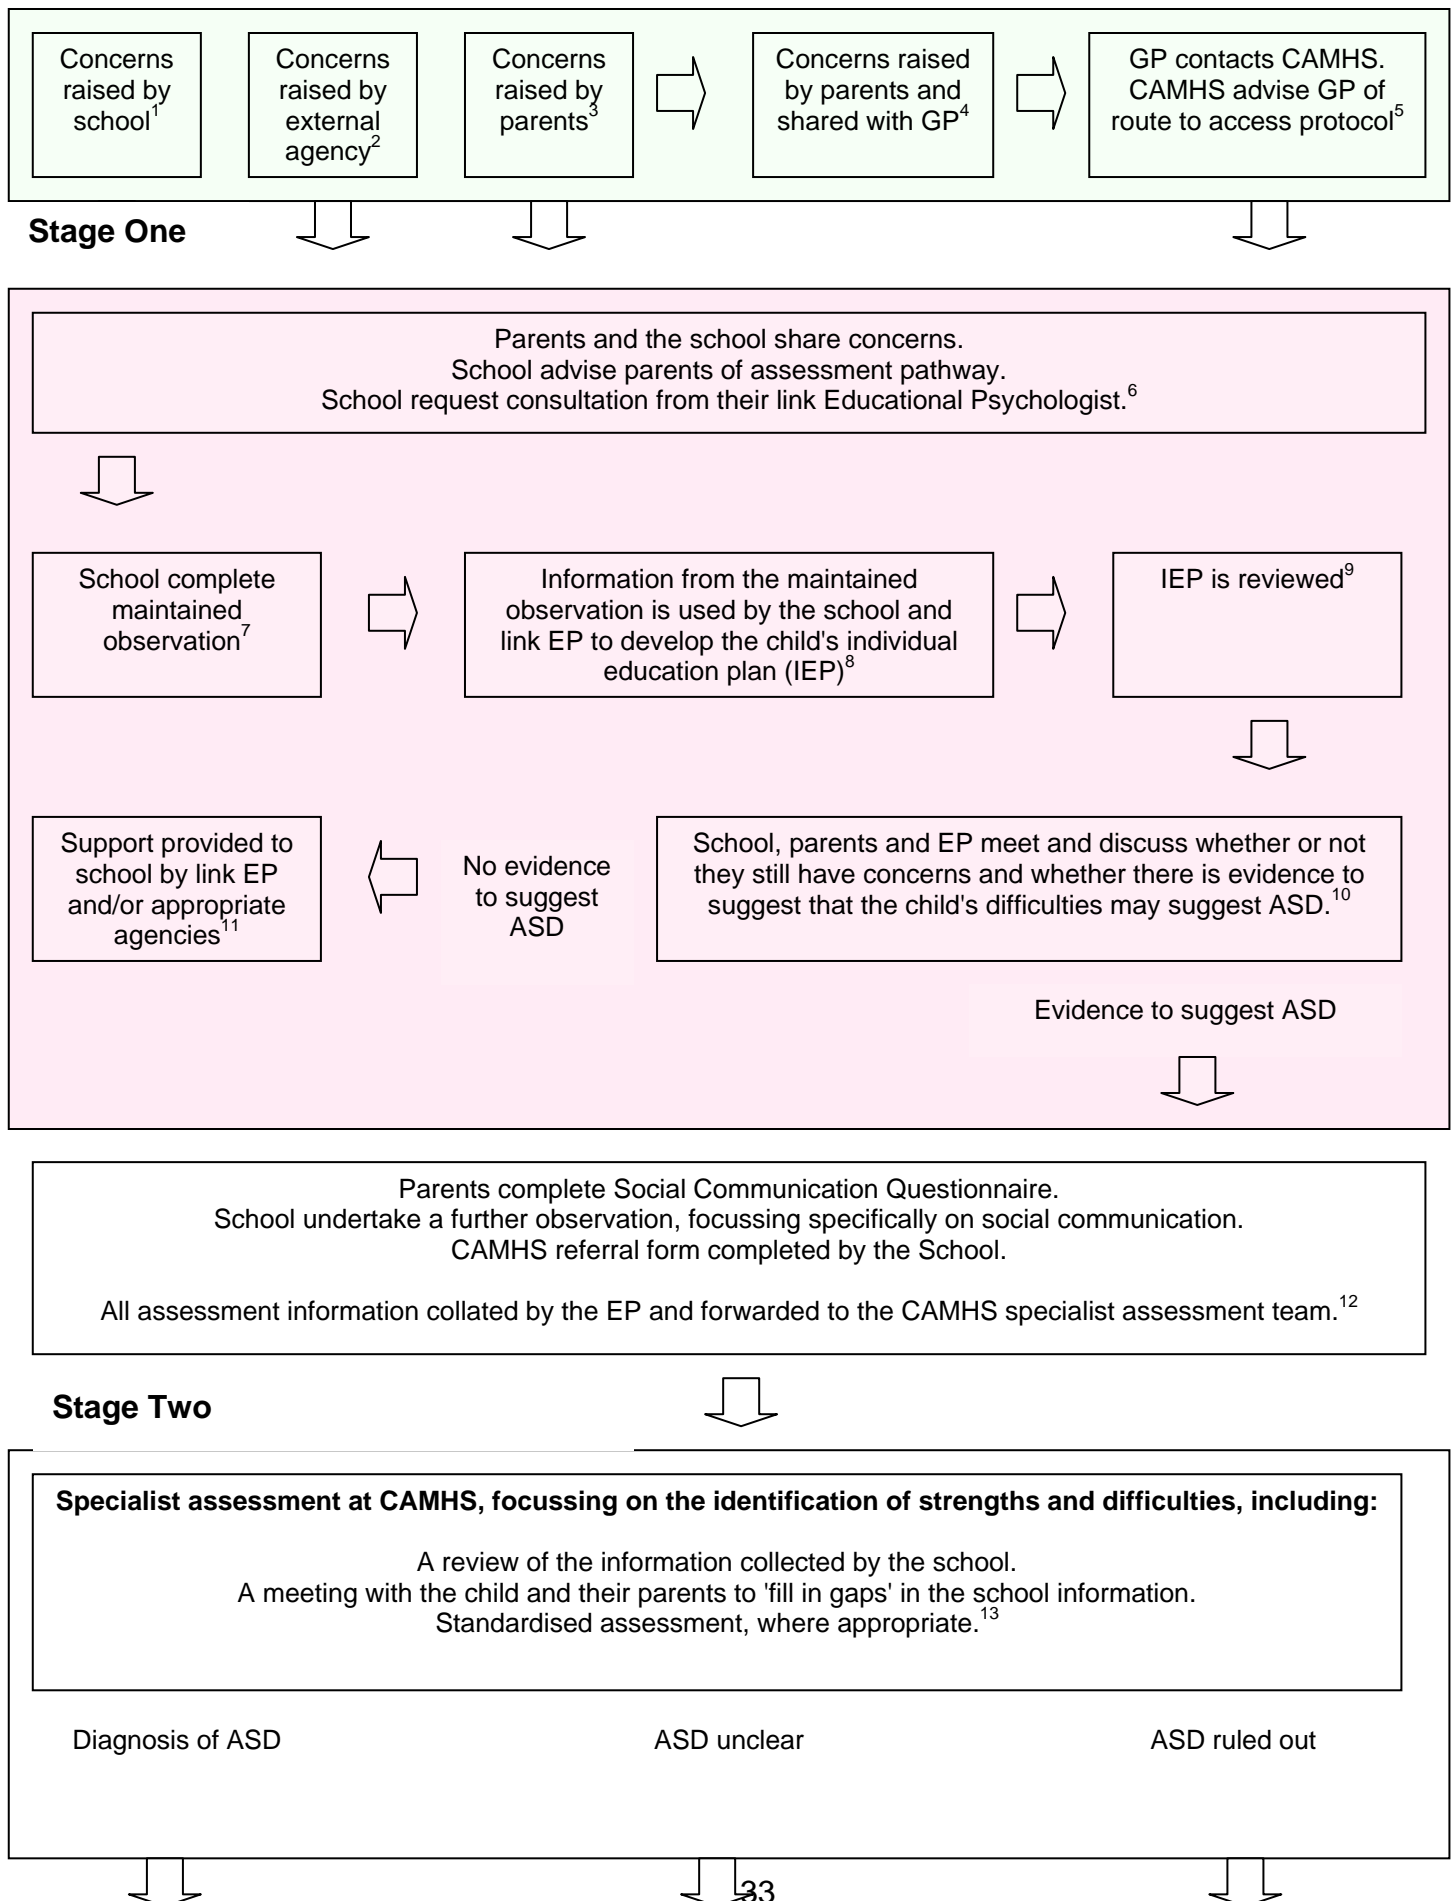 Concerns
raised by
school1
Concerns
raised by
external
agency2
Concerns
raised by
parents3
Concerns raised
by parents and
shared with GP4
GP contacts CAMHS.
CAMHS advise GP of
route to access protocol5
Stage One
Parents and the school share concerns.
School advise parents of assessment pathway.
School request consultation from their link Educational Psychologist.6
School complete
maintained
observation7
Information from the maintained
observation is used by the school and
link EP to develop the child's individual
education plan (IEP)8
IEP is reviewed9
Support provided to
school by link EP
and/or appropriate
agencies11
No evidence
to suggest
ASD
School, parents and EP meet and discuss whether or not
they still have concerns and whether there is evidence to
suggest that the child's difficulties may suggest ASD.10
Evidence to suggest ASD
Parents complete Social Communication Questionnaire.
School undertake a further observation, focussing specifically on social communication.
CAMHS referral form completed by the School.
All assessment information collated by the EP and forwarded to the CAMHS specialist assessment team.12
Stage Two
Specialist assessment at CAMHS, focussing on the identification of strengths and difficulties, including:
A review of the information collected by the school.
A meeting with the child and their parents to 'fill in gaps' in the school information.
Standardised assessment, where appropriate.13
Diagnosis of ASD
ASD unclear
ASD ruled out
33